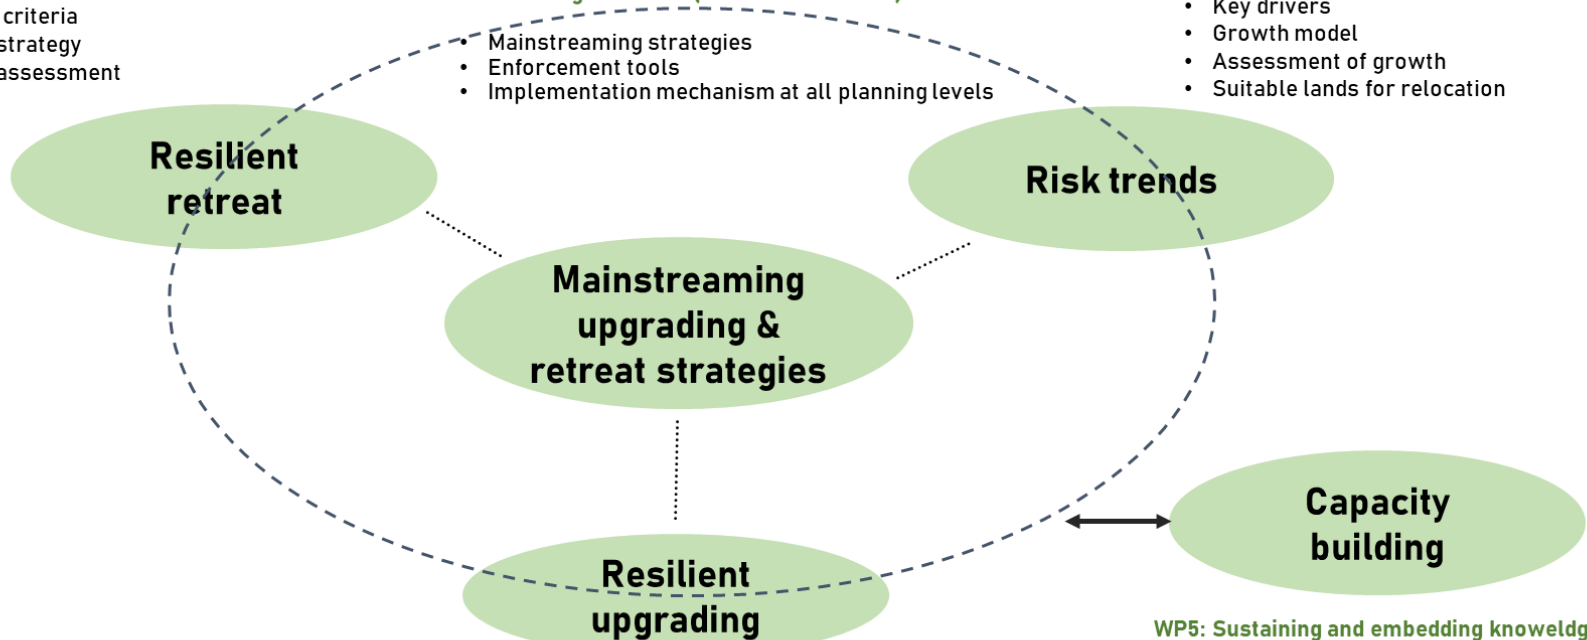 criteria
strategy
assessment
• Mainstreaming strategies
• Enforcement tools
• Implementation mechanism at all planning levels
• Key drivers
• Growth model
• Assessment of growth
• Suitable lands for relocation
Resilient
retreat
Risk trends
Mainstreaming
upgrading &
retreat strategies
Capacity
building
Resilient
upgrading
WP5: Sustaining and embedding knoweldg